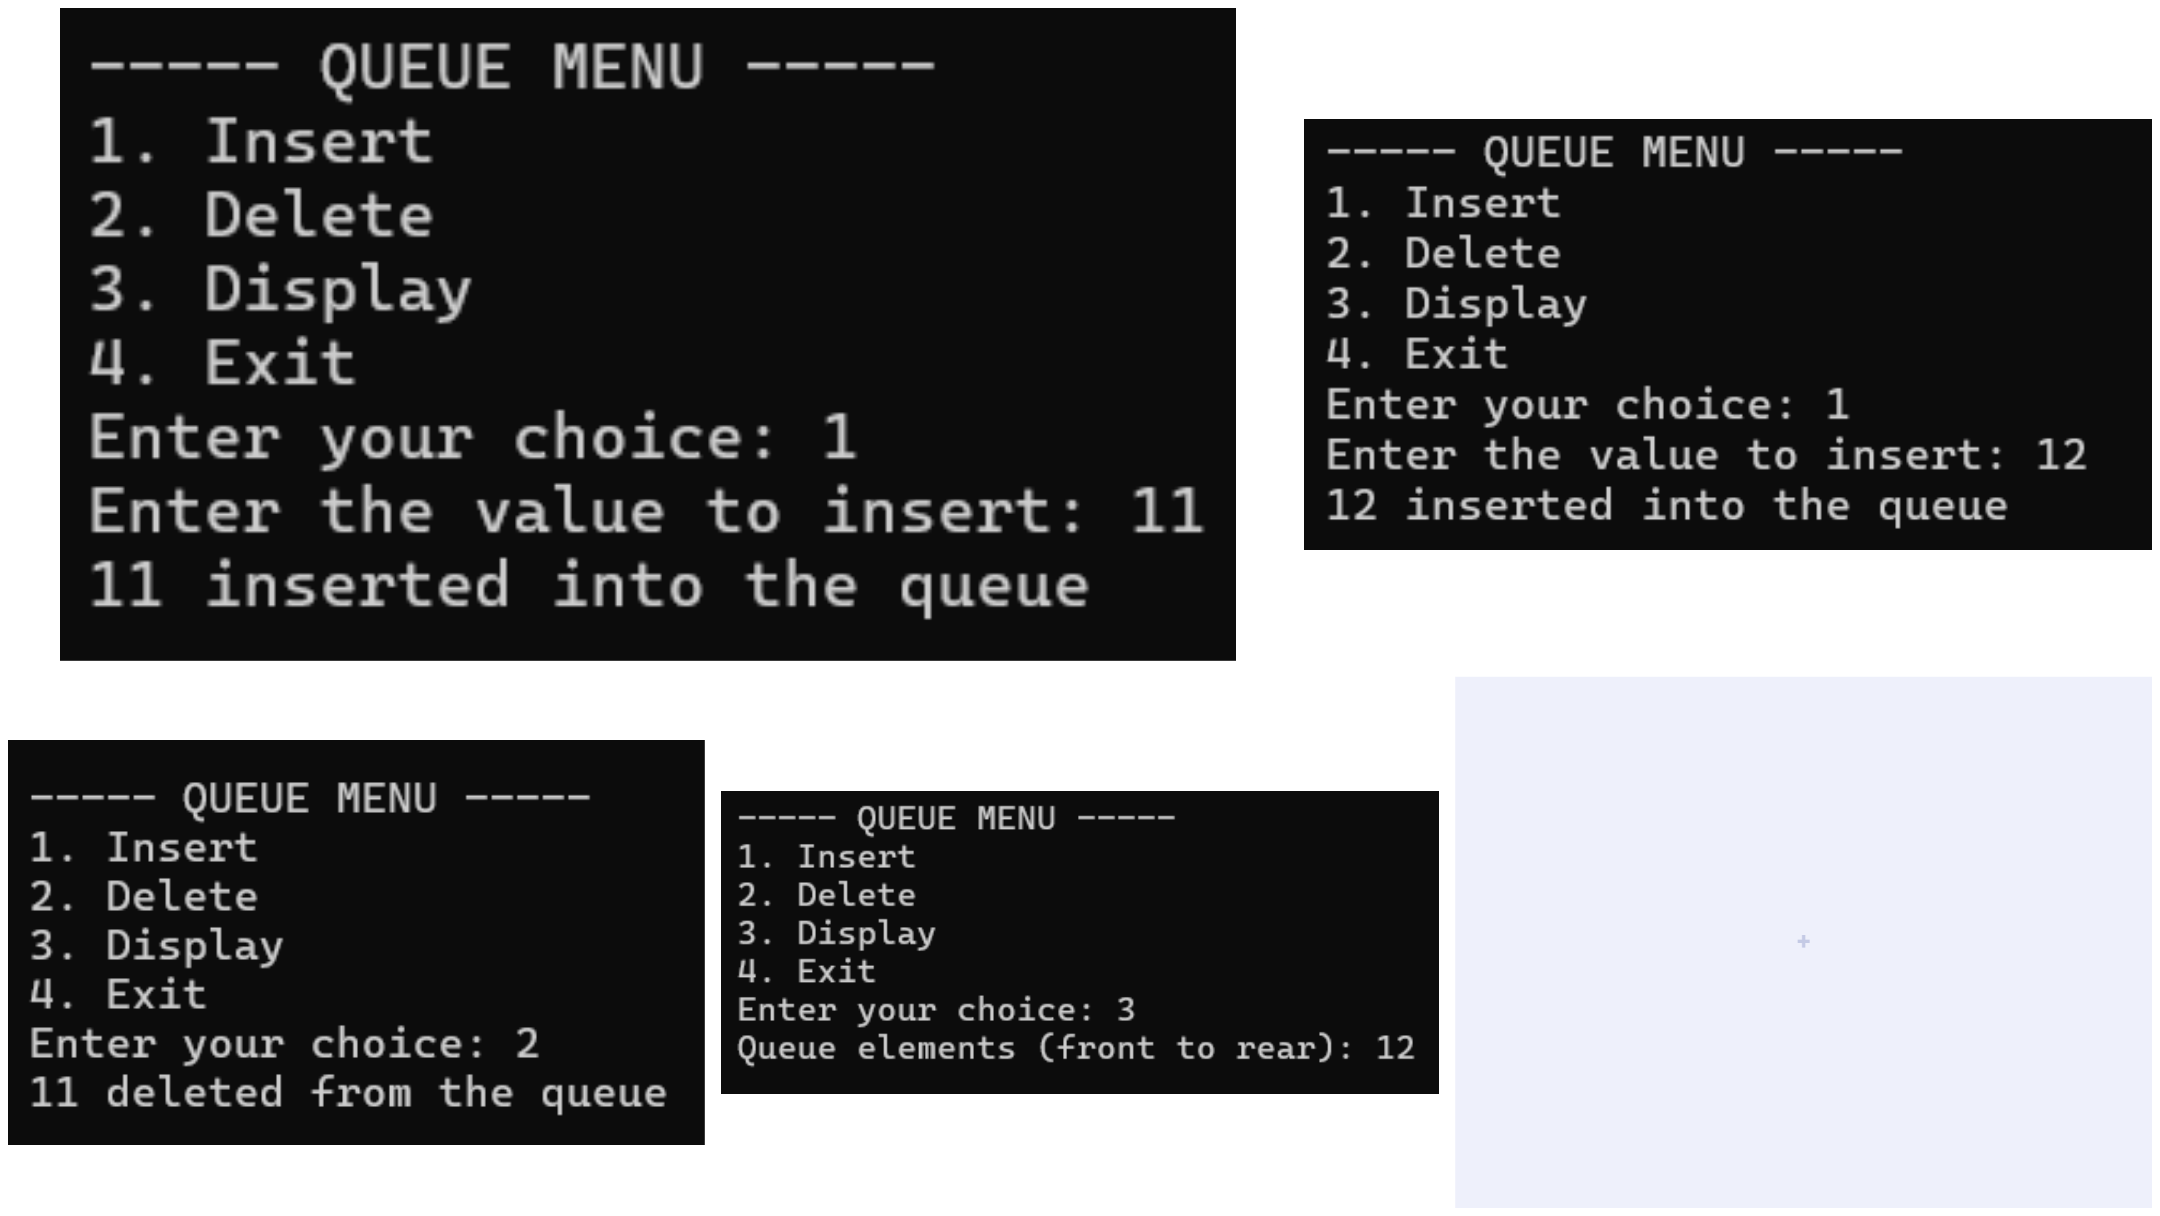 ----- QUEUE MENU -----
1. Insert
2. Delete
3. Display
4. Exit
Enter your choice: 1
Enter the value to insert: 11
11 inserted into the queue
----- QUEUE MENU -----
1. Insert
2. Delete
3. Display
4. Exit
Enter your choice: 1
Enter the value to insert: 12
12 inserted into the queue
----- QUEUE MENU -----
1. Insert
2. Delete
3. Display
4. Exit
Enter your choice: 2
11 deleted from the queue
----- QUEUE MENU -----
1. Insert
2. Delete
3. Display
4. Exit
Enter your choice: 3
Queue elements (front to rear): 12
+